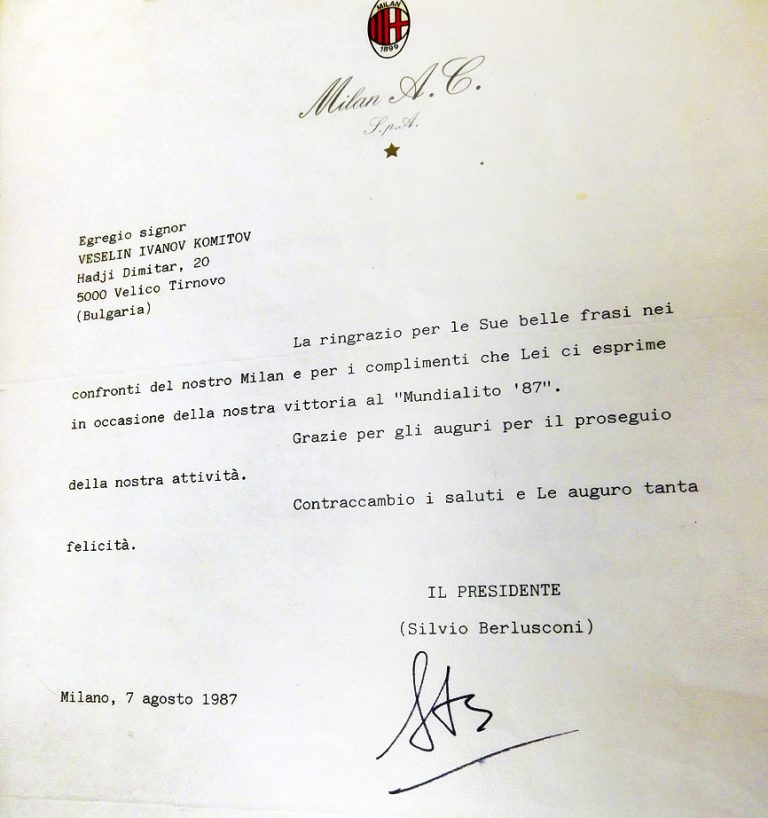 MILAN
1899
Milan A.C.
S.p.A.
Egregio signor
VESELIN IVANOV KOMITOV
Hadji Dimitar, 20
5000 Velico Tirnovo
(Bulgaria)
La ringrazio per le Sue belle frasi nei
confronti del nostro Milan e per i complimenti che Lei ci esprime
in occasione della nostra vittoria al "Mundialito '87".
Grazie per gli auguri per il proseguio
della nostra attività.
Contraccambio i saluti e Le auguro tanta
felicità.
IL PRESIDENTE
(Silvio Berlusconi)
Milano, 7 agosto 1987